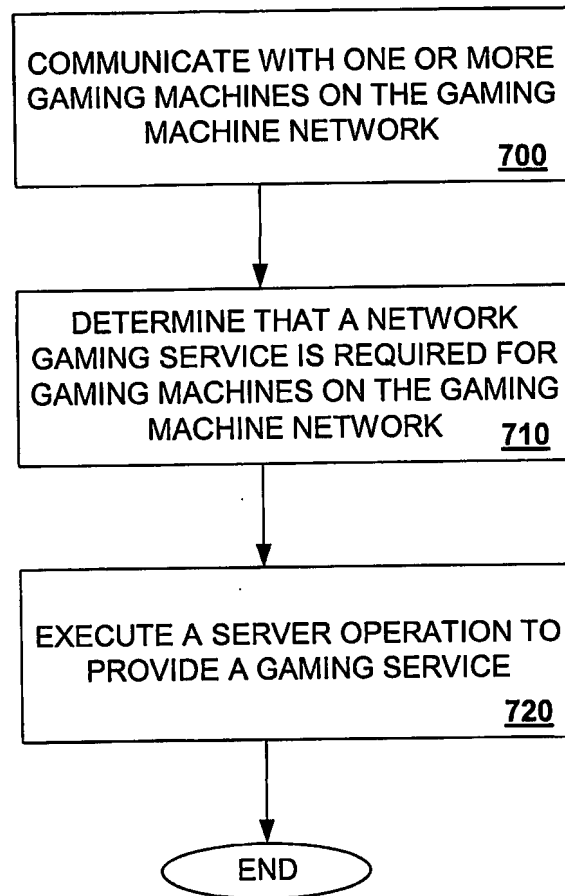 COMMUNICATE WITH ONE OR MORE
GAMING MACHINES ON THE GAMING
MACHINE NETWORK
700
DETERMINE THAT A NETWORK
GAMING SERVICE IS REQUIRED FOR
GAMING MACHINES ON THE GAMING
MACHINE NETWORK
710
EXECUTE A SERVER OPERATION TO
PROVIDE A GAMING SERVICE
720
END